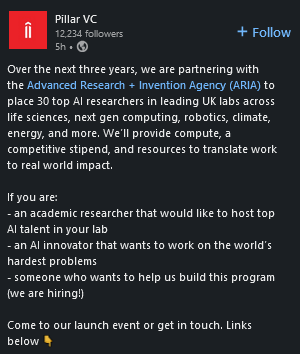 Pillar VC
12,234 followers
5h •
+ Follow
Over the next three years, we are partnering with
the Advanced Research + Invention Agency (ARIA) to
place 30 top AI researchers in leading UK labs across
life sciences, next gen computing, robotics, climate,
energy, and more. We'll provide compute, a
competitive stipend, and resources to translate work
to real world impact.
If you are:
- an academic researcher that would like to host top
AI talent in your lab
- an AI innovator that wants to work on the world's
hardest problems
- someone who wants to help us build this program
(we are hiring!)
Come to our launch event or get in touch. Links
below 👇